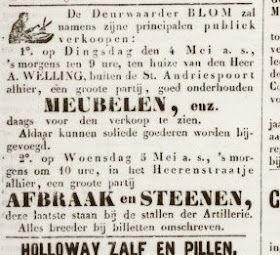 De Deurwaarder BLOM zal
namens zijne principalen publiek
verkoopen:
1°. op Dingsdag den 4 Mei a. s.,
's morgens ten 9 ure, ten huize van den Heer
A. WELLING, buiten de St. Andriespoort
alhier, eene groote partij, goed onderhouden
MEUBELEN, enz.
daags voor den verkoop te zien.
Aldaar kunnen soliede goederen worden bij-
gevoegd.
2°. op Woensdag 5 Mei a. s., 's mor-
gens om 10 ure, in het Heerenstraatje
alhier, een groote partij
AFBRAAK en STEENEN,
deze laatste staan bij de stallen der Artillerie.
Alles breeder bij billetten omschreven.
HOLLOWAY ZALF EN PILLEN.